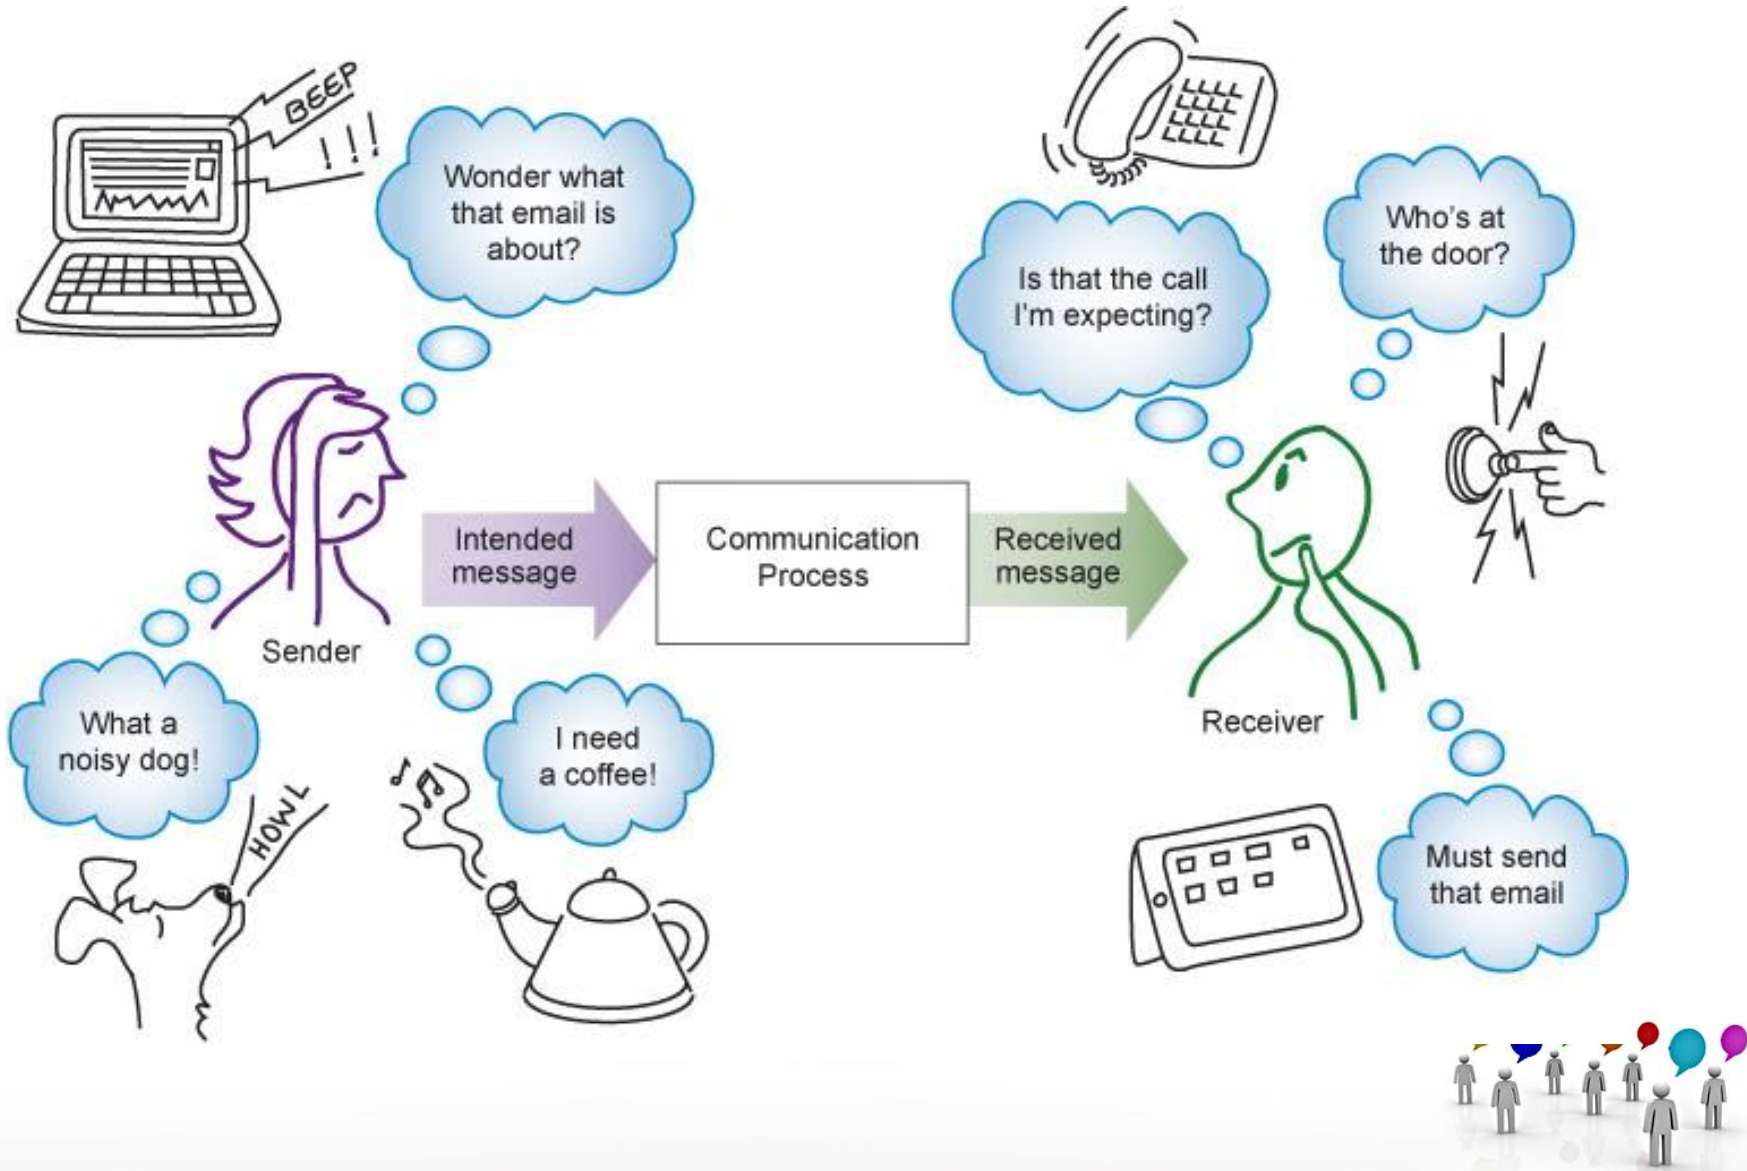 BEEP
!!!
Wonder what
that email is
about?
Is that the call
I'm expecting?
Who's at
the door?
Intended
message
Communication
Process
Received
message
Sender
Receiver
What a
noisy dog!
HOWL
I need
a coffee!
Must send
that email